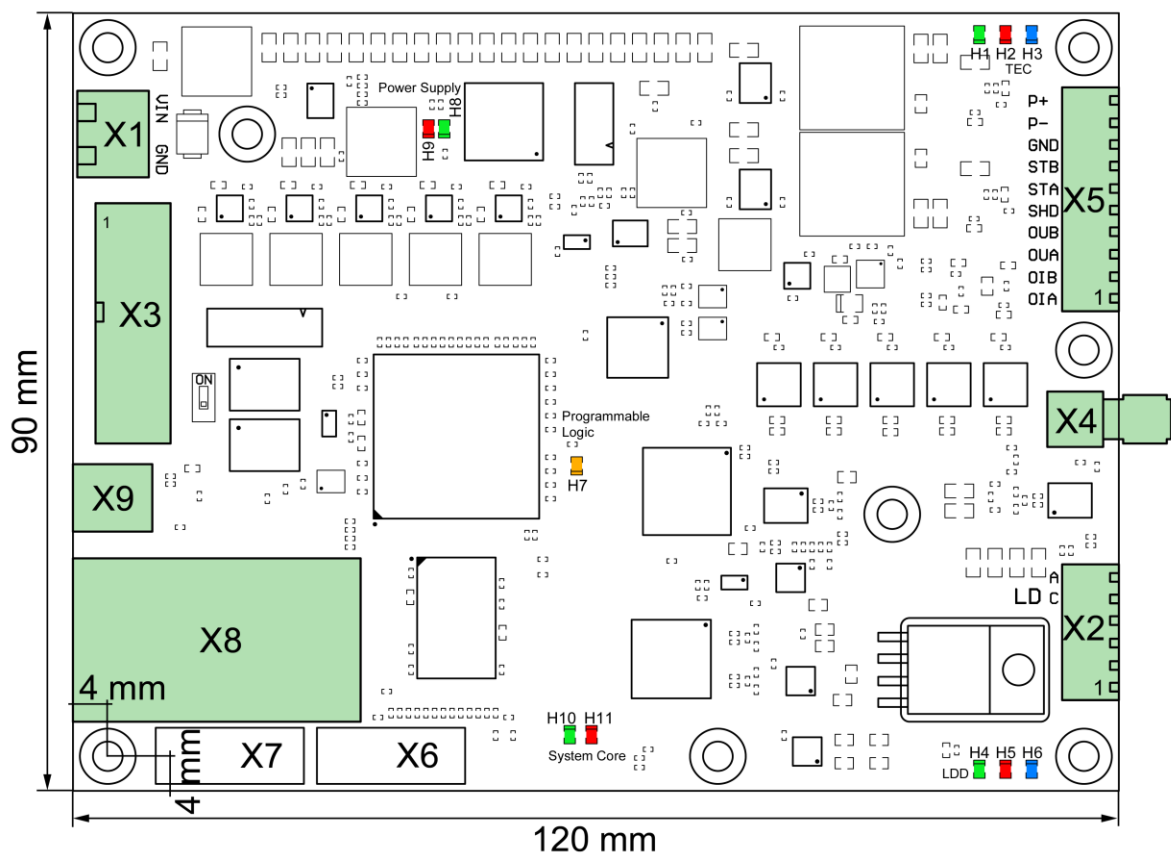 H1 H2 H3
TEC
Power Supply
H8
H9
X1
VIN
GND
P+
P-
GND
STB
STA
SHD
OUB
OUA
OIB
OIA
X5
1
1
X3
ON
90 mm
Programmable
Logic
H7
X4
X9
A
LD C
X2
1
X8
4 mm
4 mm
X7
X6
H10 H11
System Core
H4 H5 H6
LDD
120 mm